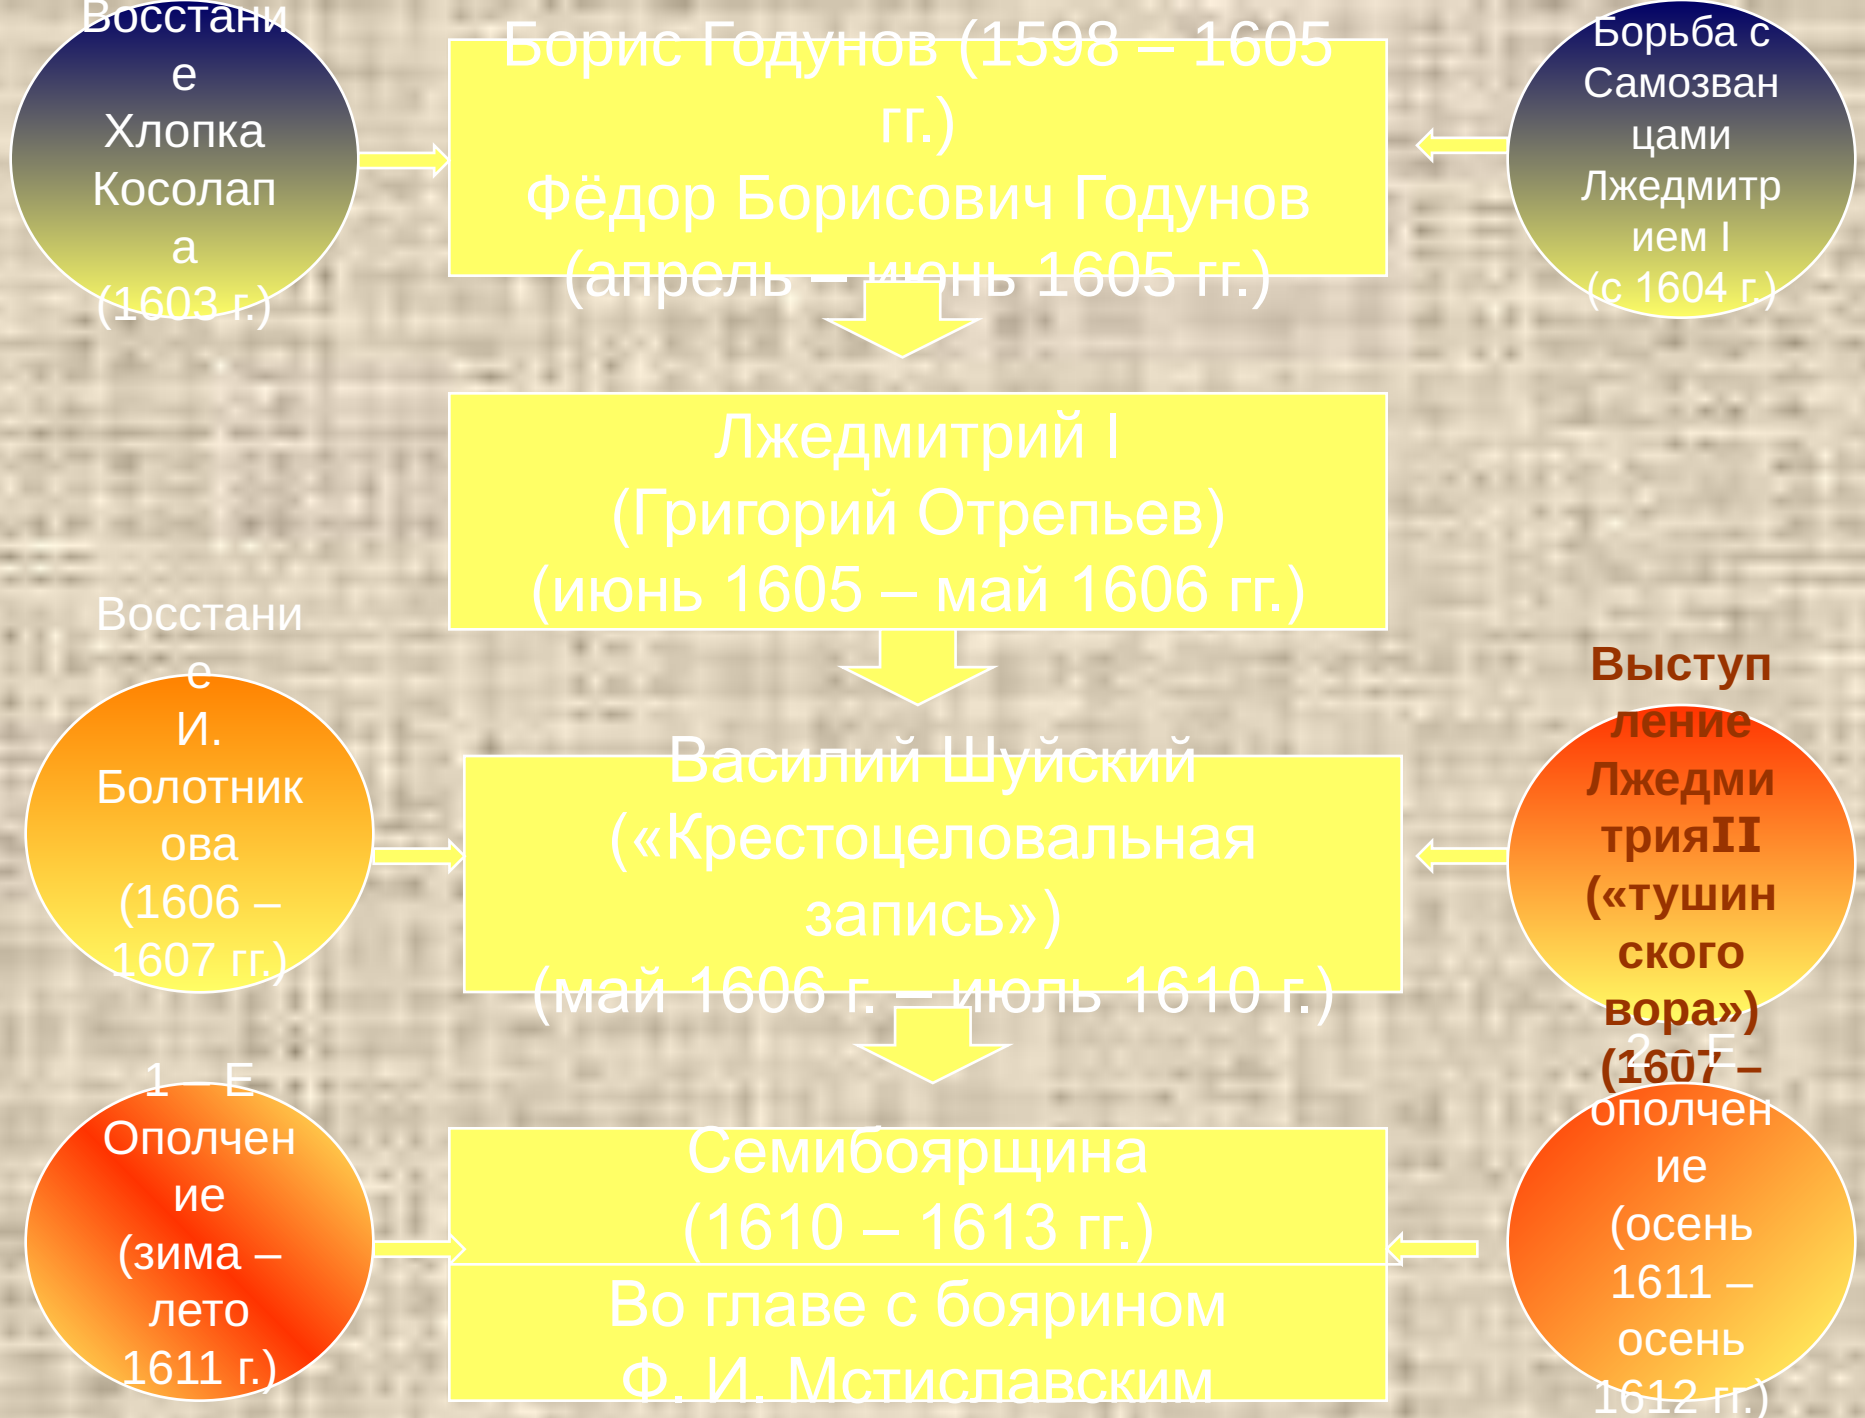 Восстани
е
Хлопка
Косолап
а
(1603 г.)
Борис Годунов (1598 – 1605
гг.)
Фёдор Борисович Годунов
(апрель – июнь 1605 гг.)
Борьба с
Самозван
цами
Лжедмитр
ием I
(с 1604 г.)
Лжедмитрий I
(Григорий Отрепьев)
(июнь 1605 – май 1606 гг.)
Восстани
е
И.
Болотник
ова
(1606 –
1607 гг.)
Василий Шуйский
(«Крестоцеловальная
запись»)
(май 1606 г. – июль 1610 г.)
Выступ
ление
Лжедми
трияII
(«тушин
ского
вора»)
(1607 –
1 – Е
Ополчен
ие
(зима –
лето
1611 г.)
Семибоярщина
(1610 – 1613 гг.)
Во главе с боярином
Ф. И. Мстиславским
2 – Е
ополчен
ие
(осень
1611 –
осень
1612 гг.)